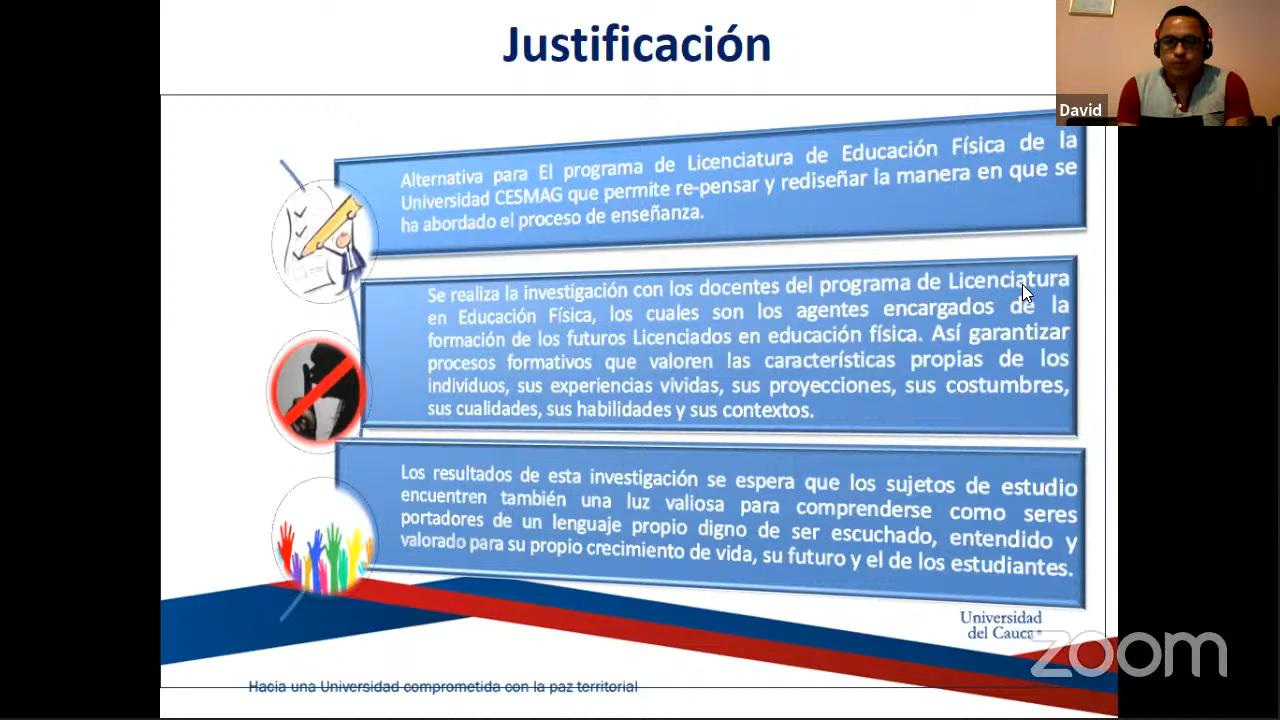 Justificación
David
Alternativa para El programa de Licenciatura de Educación Física de la
Universidad CESMAG que permite re-pensar y rediseñar la manera en que se
ha abordado el proceso de enseñanza.
Se realiza la investigación con los docentes del programa de Licenciatura
en Educación Física, los cuales son los agentes encargados de la
formación de los futuros Licenciados en educación física. Así garantizar
procesos formativos que valoren las características propias de los
individuos, sus experiencias vividas, sus proyecciones, sus costumbres,
sus cualidades, sus habilidades y sus contextos.
Los resultados de esta investigación se espera que los sujetos de estudio
encuentren también una luz valiosa para comprenderse como seres
portadores de un lenguaje propio digno de ser escuchado, entendido y
valorado para su propio crecimiento de vida, su futuro y el de los estudiantes.
Universidad
del Cauca
zoom
Hacia una Universidad comprometida con la paz territorial